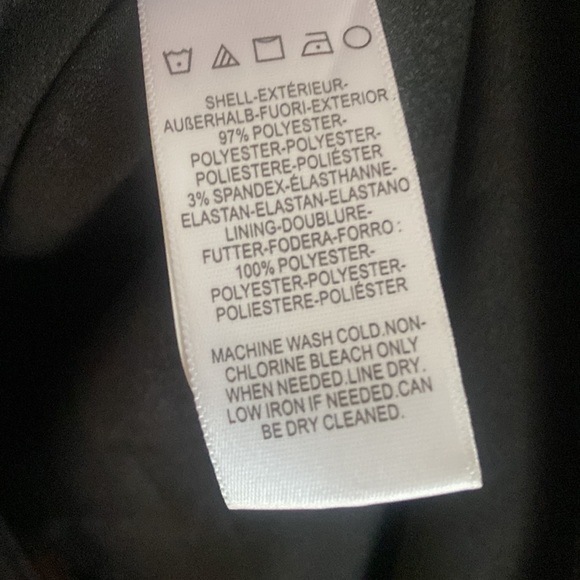 SHELL-EXTÉRIEUR-
AUßERHALB-FUORI-EXTERIOR:
97% POLYESTER-
POLYESTER-POLYESTER-
POLIESTERE-POLIÉSTER
3% SPANDEX-ÉLASTHANNE-
ELASTAN-ELASTAN-ELASTANO
LINING-DOUBLURE-
FUTTER-FODERA-FORRO :
100% POLYESTER-
POLYESTER-POLYESTER-
POLIESTERE-POLIÉSTER
MACHINE WASH COLD.NON-
CHLORINE BLEACH ONLY
WHEN NEEDED.LINE DRY.
LOW IRON IF NEEDED.CAN
BE DRY CLEANED.